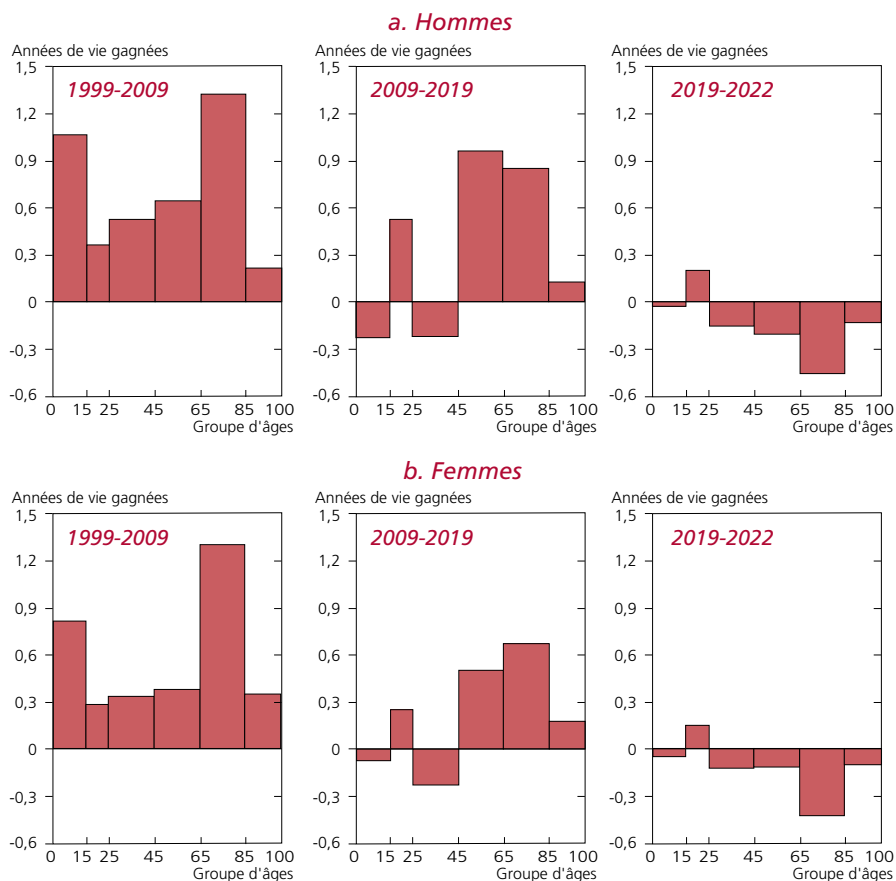 a. Hommes
Années de vie gagnées Années de vie gagnées Années de vie gagnées
1,5 1,5 1,5
1999-2009 2009-2019 2019-2022
1,2 1,2 1,2
0,9 0,9 0,9
0,6 0,6 0,6
0,3 0,3 0,3
0 0 0
-0,3 -0,3 -0,3
-0,6 -0,6 -0,6
0 15 25 45 65 85 100 0 15 25 45 65 85 100 0 15 25 45 65 85 100
Groupe d'âges Groupe d'âges Groupe d'âges
b. Femmes
Années de vie gagnées Années de vie gagnées Années de vie gagnées
1,5 1,5 1,5
1999-2009 2009-2019 2019-2022
1,2 1,2 1,2
0,9 0,9 0,9
0,6 0,6 0,6
0,3 0,3 0,3
0 0 0
-0,3 -0,3 -0,3
-0,6 -0,6 -0,6
0 15 25 45 65 85 100 0 15 25 45 65 85 100 0 15 25 45 65 85 100
Groupe d'âges Groupe d'âges Groupe d'âges